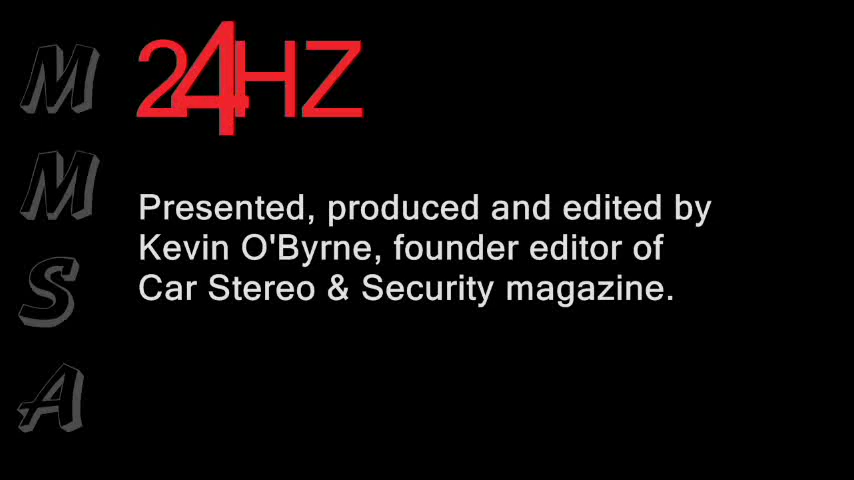 24HZ
M
M
S
A
Presented, produced and edited by
Kevin O'Byrne, founder editor of
Car Stereo & Security magazine.